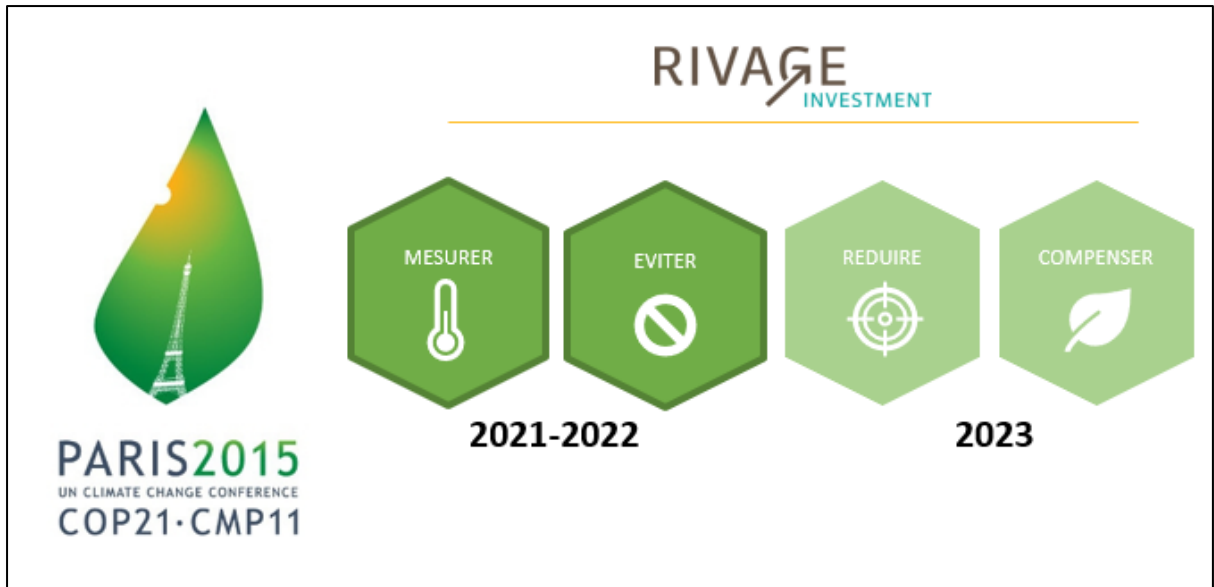 RIVAGE
INVESTMENT
MESURER
EVITER
REDUIRE
COMPENSER
2021-2022
2023
PARIS2015
UN CLIMATE CHANGE CONFERENCE
COP21·CMP11